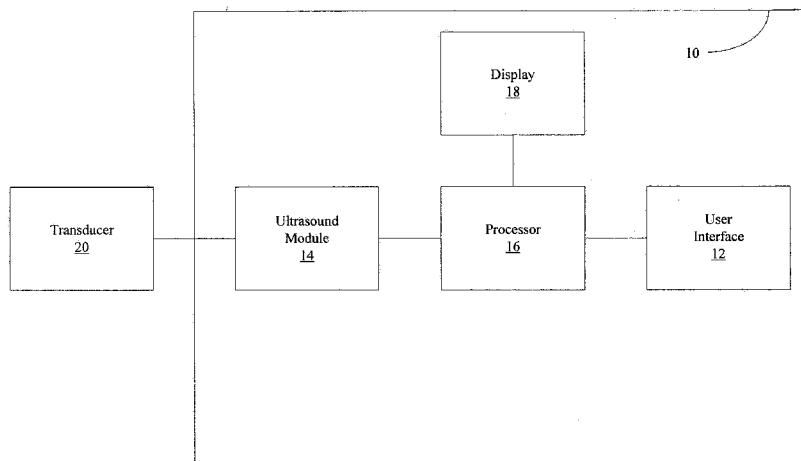 10
Display
18
Transducer
20
Ultrasound
Module
14
Processor
16
User
Interface
12